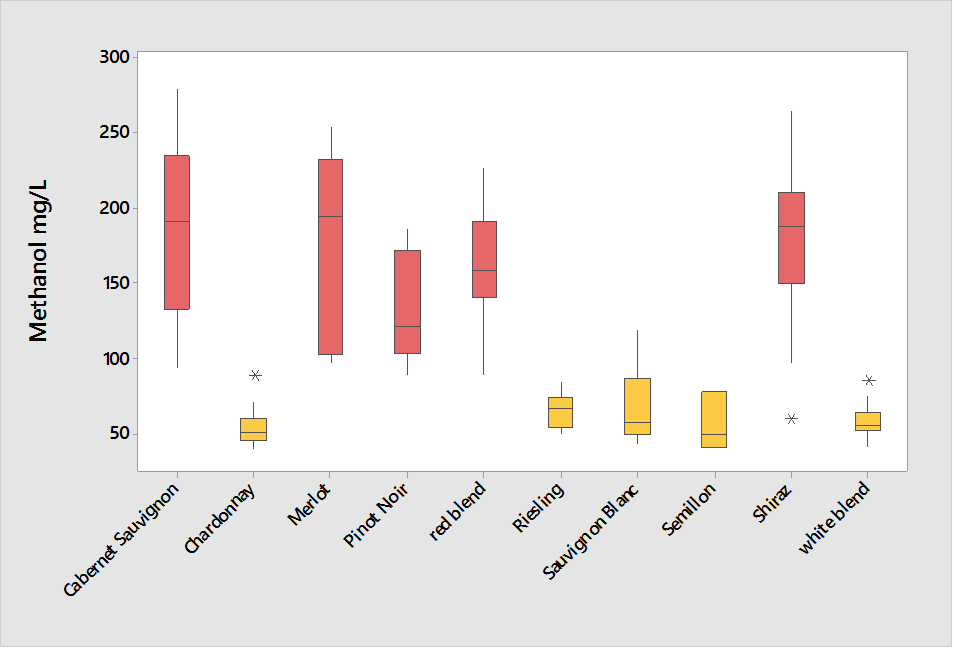 Methanol mg/L
300
250
200
150
100
50
Cabernet Sauvignon
Chardonnay
Merlot
Pinot Noir
red blend
Riesling
Sauvignon Blanc
Semillon
Shiraz
white blend